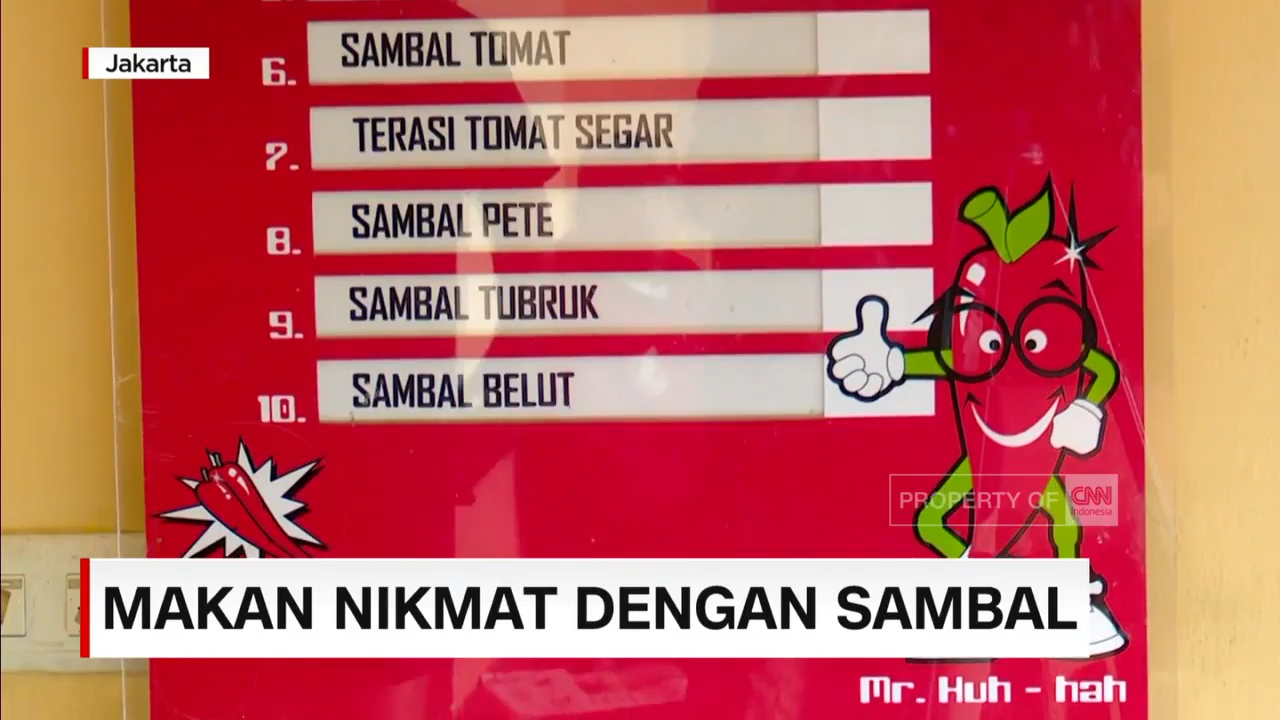 Jakarta
6. SAMBAL TOMAT
7. TERASI TOMAT SEGAR
8. SAMBAL PETE
9. SAMBAL TUBRUK
10. SAMBAL BELUT
PROPERTY OF CNN Indonesia
MAKAN NIKMAT DENGAN SAMBAL
Mr. Huh - hah